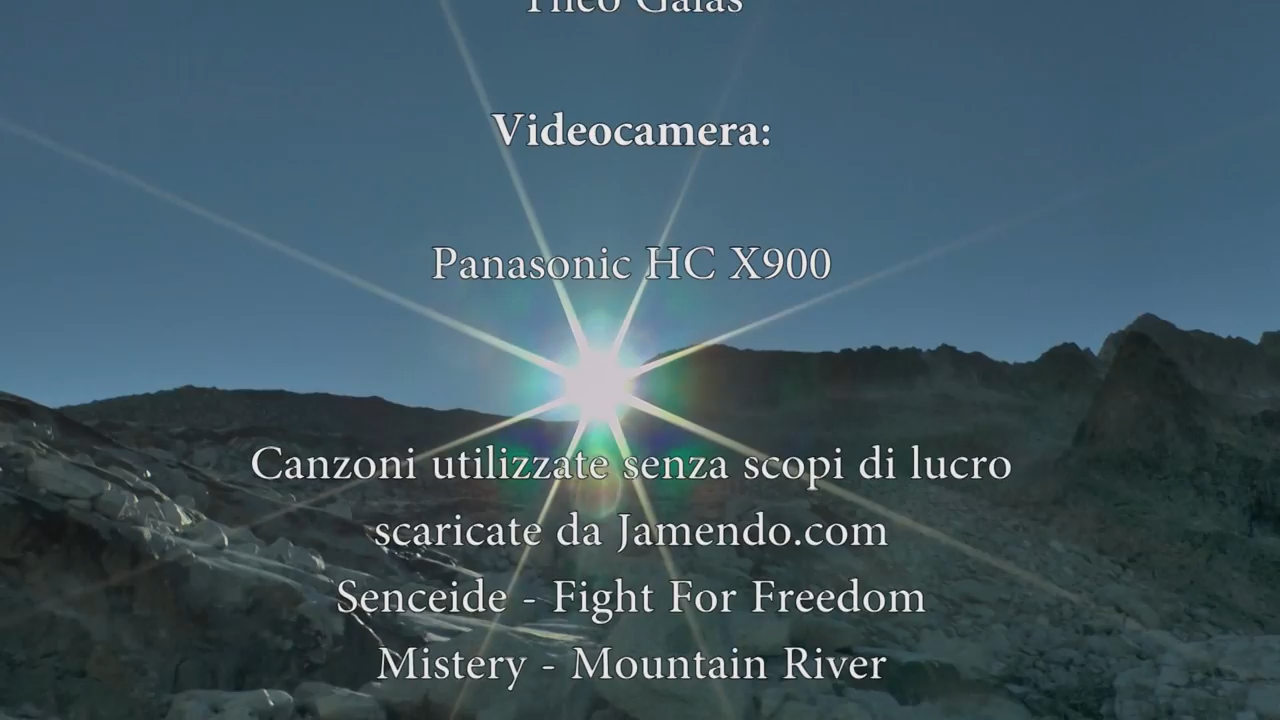 Videocamera:
Panasonic HC X900
Canzoni utilizzate senza scopi di lucro
scaricate da Jamendo.com
Senceide - Fight For Freedom
Mistery - Mountain River